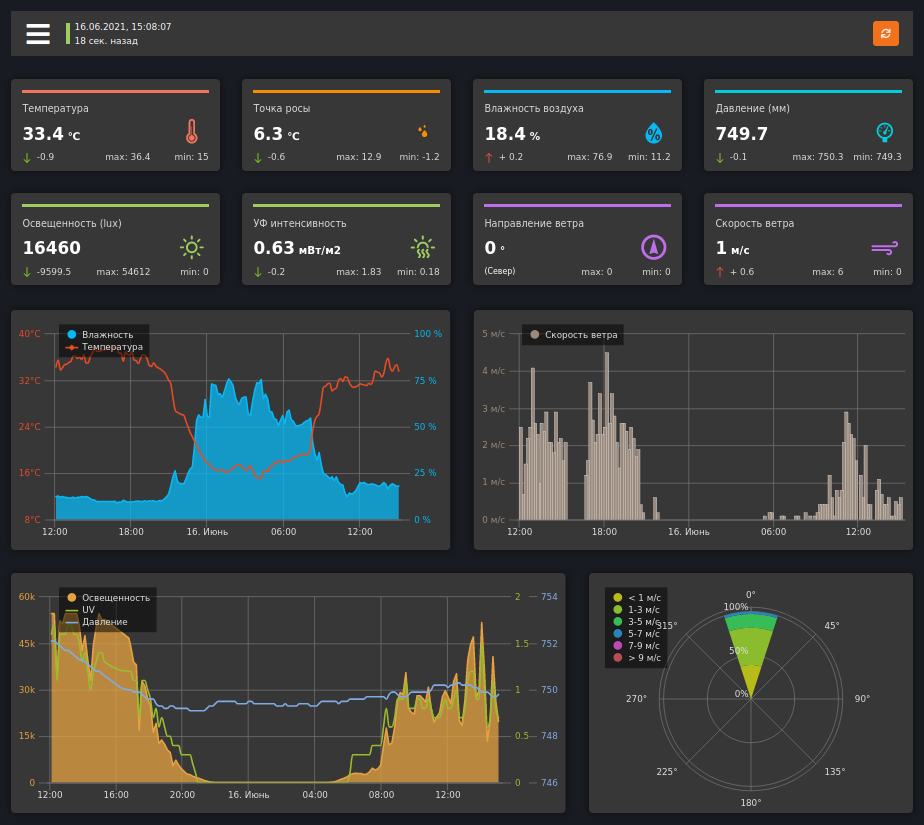 16.06.2021, 15:08:07
18 сек. назад
Температура
33.4 °C
-0.9 max: 36.4 min: 15
Точка росы
6.3 °C
-0.6 max: 12.9 min: -1.2
Влажность воздуха
18.4 %
+ 0.2 max: 76.9 min: 11.2
Давление (мм)
749.7
-0.1 max: 750.3 min: 749.3
Освещенность (lux)
16460
-9599.5 max: 54612 min: 0
УФ интенсивность
0.63 мВт/м2
-0.2 max: 1.83 min: 0.18
Направление ветра
0 °
(Север) max: 0 min: 0
Скорость ветра
1 м/с
+ 0.6 max: 6 min: 0
Влажность
Температура
40°C 100 %
32°C 75 %
24°C 50 %
16°C 25 %
8°C 0 %
12:00 18:00 16. Июнь 06:00 12:00
Скорость ветра
5 м/с
4 м/с
3 м/с
2 м/с
1 м/с
0 м/с
12:00 18:00 16. Июнь 06:00 12:00
Освещенность
UV
Давление
60k 2 754
45k 1.5 752
30k 1 750
15k 0.5 748
0 0 746
12:00 16:00 20:00 16. Июнь 04:00 08:00 12:00
< 1 м/с
1-3 м/с
3-5 м/с
5-7 м/с
7-9 м/с
> 9 м/с
0°
100%
315° 45°
50%
270° 0% 90°
225° 135°
180°